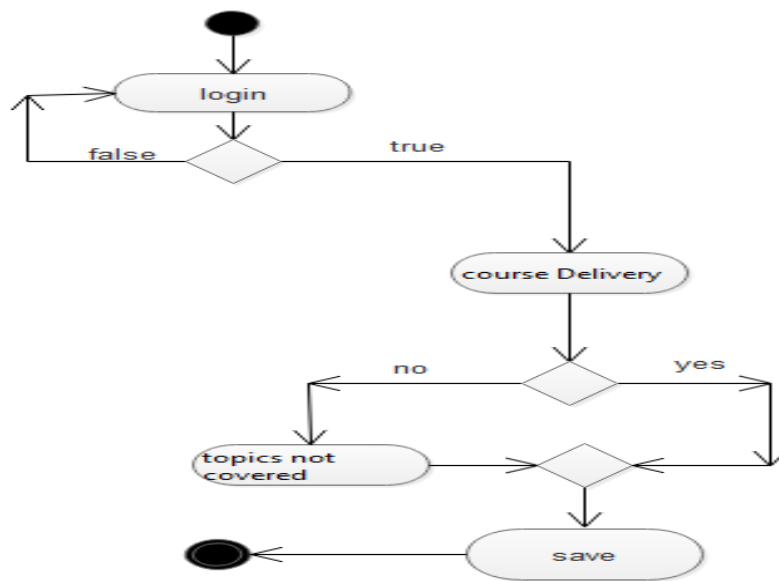 login
false
true
course Delivery
no
yes
topics not
covered
save